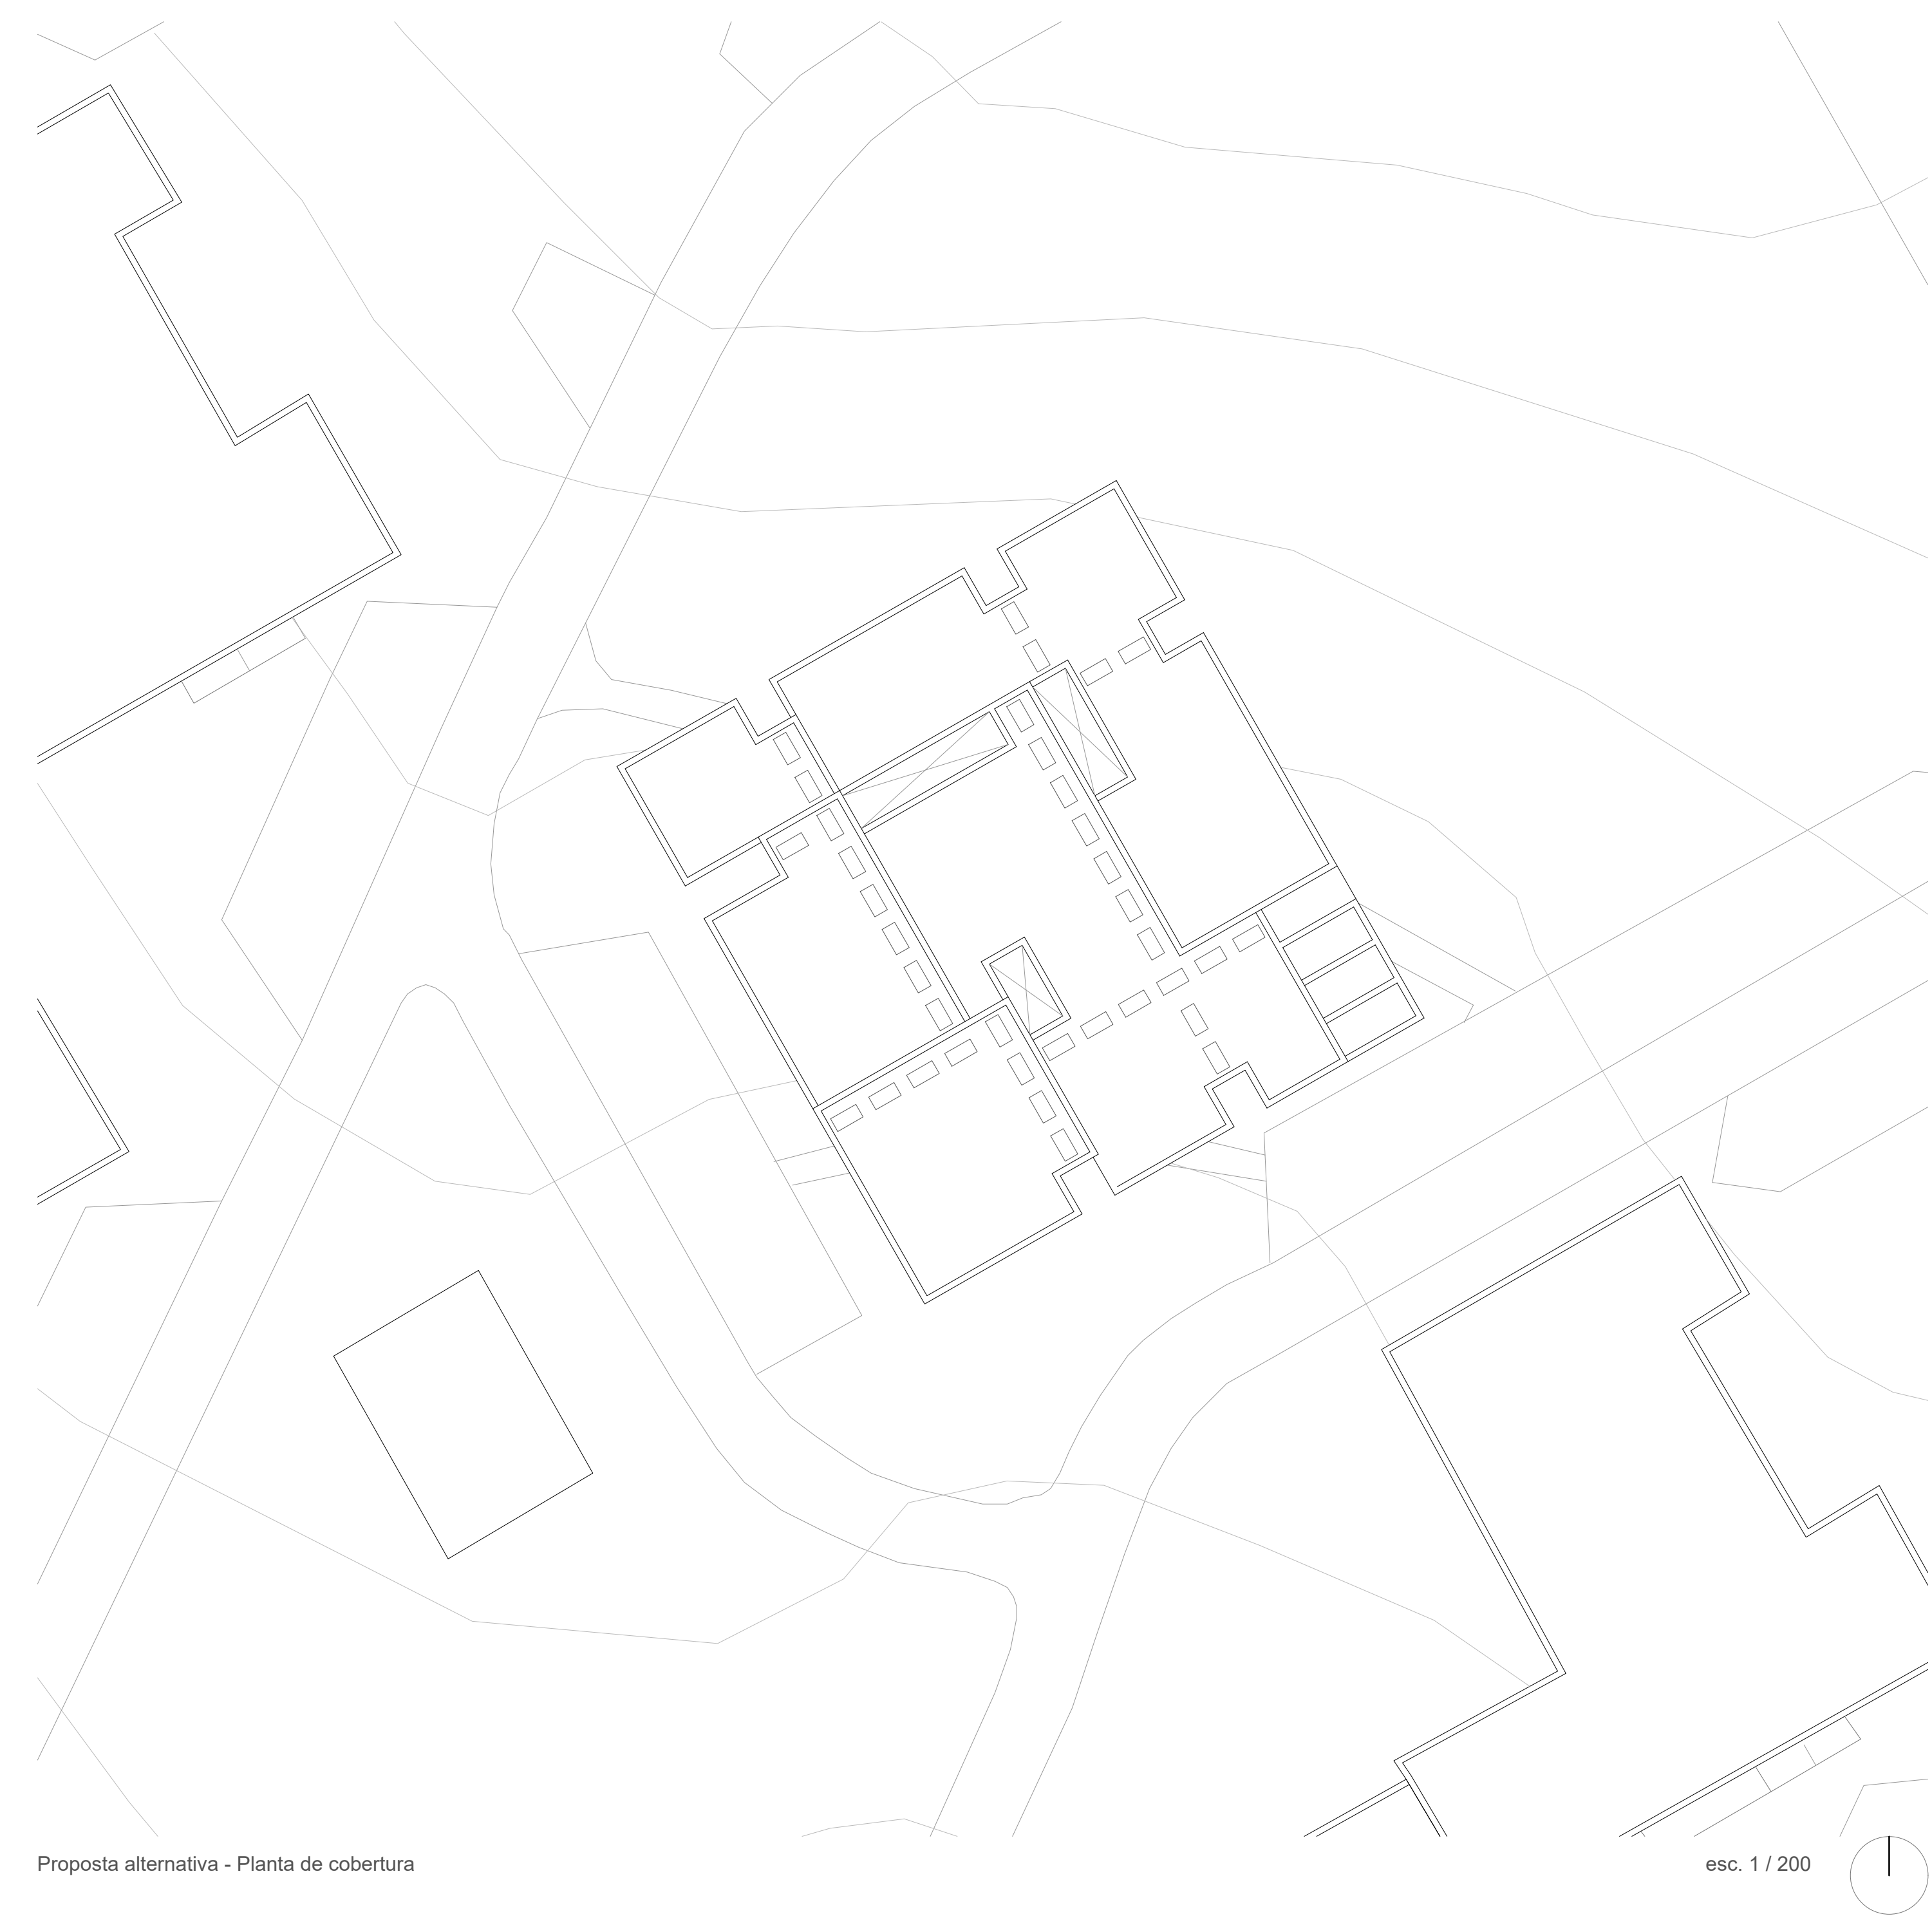 Proposta alternativa - Planta de cobertura
esc. 1 / 200